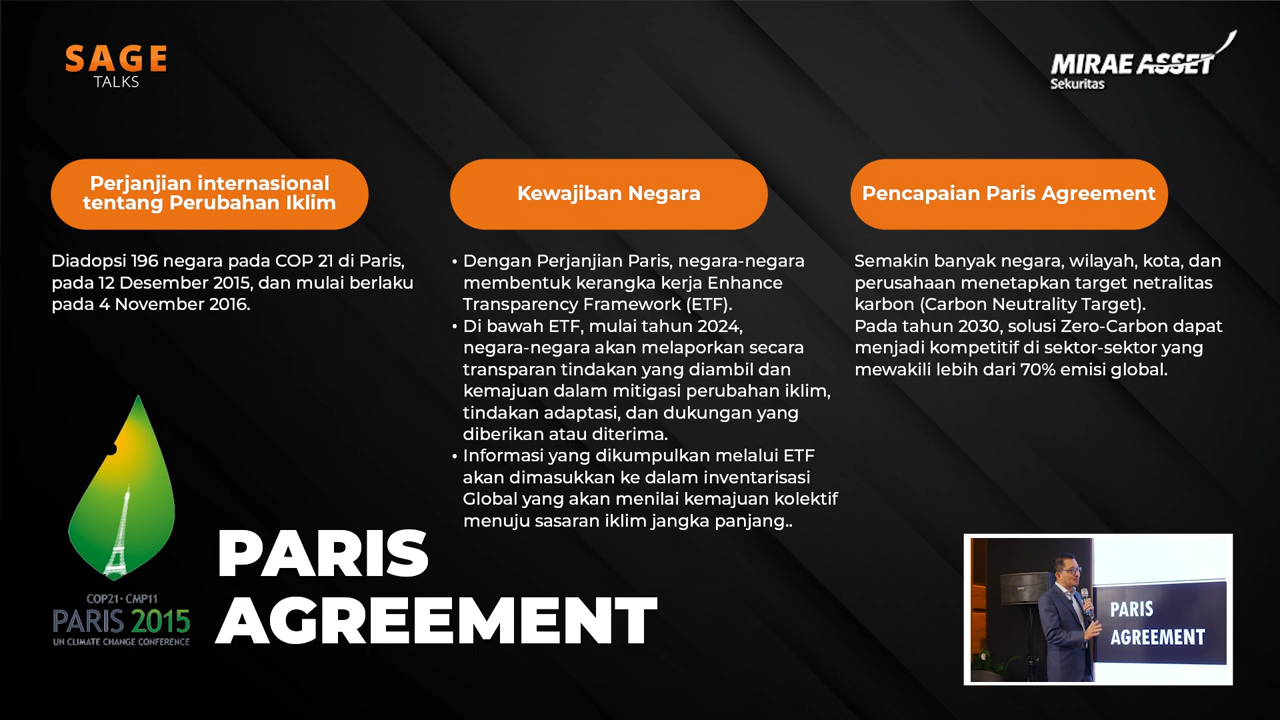 SAGE
TALKS
MIRAE ASSET
Sekuritas
Perjanjian internasional
tentang Perubahan Iklim
Diadopsi 196 negara pada COP 21 di Paris,
pada 12 Desember 2015, dan mulai berlaku
pada 4 November 2016.
Kewajiban Negara
• Dengan Perjanjian Paris, negara-negara
membentuk kerangka kerja Enhance
Transparency Framework (ETF).
• Di bawah ETF, mulai tahun 2024,
negara-negara akan melaporkan secara
transparan tindakan yang diambil dan
kemajuan dalam mitigasi perubahan iklim,
tindakan adaptasi, dan dukungan yang
diberikan atau diterima.
• Informasi yang dikumpulkan melalui ETF
akan dimasukkan ke dalam inventarisasi
Global yang akan menilai kemajuan kolektif
menuju sasaran iklim jangka panjang..
Pencapaian Paris Agreement
Semakin banyak negara, wilayah, kota, dan
perusahaan menetapkan target netralitas
karbon (Carbon Neutrality Target).
Pada tahun 2030, solusi Zero-Carbon dapat
menjadi kompetitif di sektor-sektor yang
mewakili lebih dari 70% emisi global.
COP21·CMP11
PARIS 2015
UN CLIMATE CHANGE CONFERENCE
PARIS
AGREEMENT
PARIS
AGREEMENT